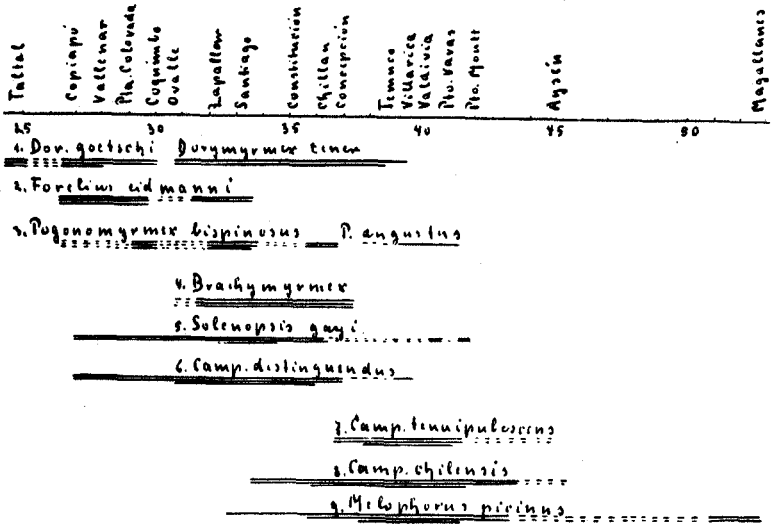 Taltal
Copiapú
Vallenar
Pta. Colorada
Coquimbo
Ovalle
Zapallar
Santiago
Constitución
Chillan
Concepción
Temuco
Villarica
Valdivia
Pto. Varas
Pto. Montt
Aysén
Magallanes
25 30 35 40 45 50
1. Dor. goetschi Dorymyrmex tener
2. Forelius eidmanni
3. Pogonomyrmex bispinosus P. angustus
4. Brachymyrmex
5. Solenopsis gayi
6. Camp. distinguendus
7. Camp. tenuipubescens
8. Camp. chilensis
9. Melophorus picinus